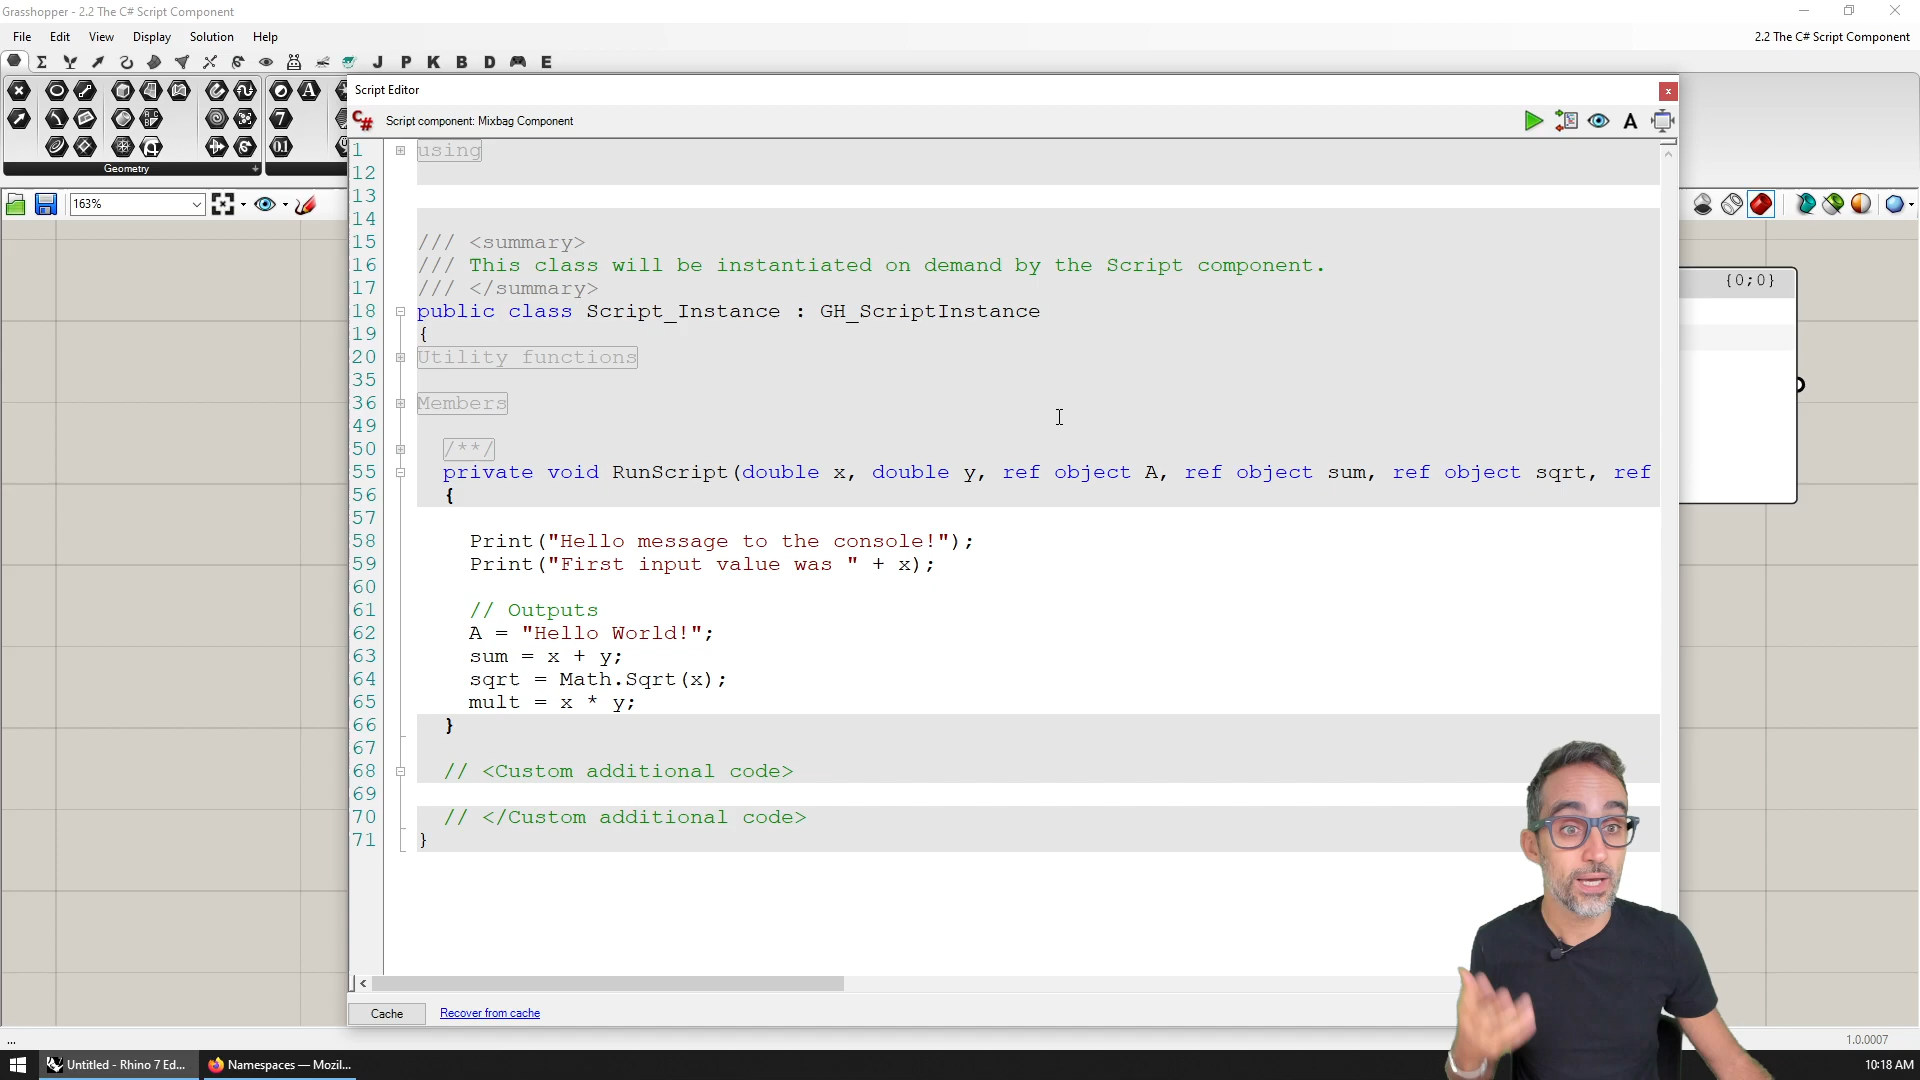 Grasshopper - 2.2 The C# Script Component
File Edit View Display Solution Help
2.2 The C# Script Component
J P K B D E
Script Editor
Script component: Mixbag Component
Geometry
163%
{0;0}
1 using
12
13
14
15 /// <summary>
16 /// This class will be instantiated on demand by the Script component.
17 /// </summary>
18 public class Script_Instance : GH_ScriptInstance
19 {
20 Utility functions
35
36 Members
49
50 /**/
55 private void RunScript(double x, double y, ref object A, ref object sum, ref object sqrt, ref
56 {
57
58 Print("Hello message to the console!");
59 Print("First input value was " + x);
60
61 // Outputs
62 A = "Hello World!";
63 sum = x + y;
64 sqrt = Math.Sqrt(x);
65 mult = x * y;
66 }
67
68 // <Custom additional code>
69
70 // </Custom additional code>
71 }
Cache Recover from cache
...
1.0.0007
Untitled - Rhino 7 Ed...
Namespaces — Mozil...
10:18 AM